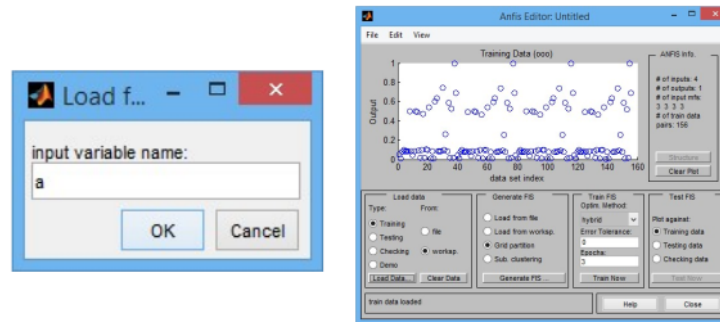 Load f...
input variable name:
a
OK
Cancel
Anfis Editor: Untitled
File Edit View
Training Data (ooo)
Output
1
0.8
0.6
0.4
0.2
0
0 20 40 60 80 100 120 140 160
data set index
ANFIS Info.
# of inputs: 4
# of outputs: 1
# of input mfs:
3 3 3 3
# of train data
pairs: 156
Structure
Clear Plot
Load data
Type: From:
Training
Testing
Checking
Demo
file
worksp.
Load Data...
Clear Data
Generate FIS
Load from file
Load from worksp.
Grid partition
Sub. clustering
Generate FIS ...
Train FIS
Optim. Method:
hybrid
Error Tolerance:
0
Epochs:
3
Train Now
Test FIS
Plot against:
Training data
Testing data
Checking data
Test Now
train data loaded
Help
Close